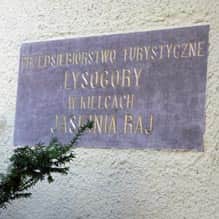 PRZEDSIĘBIORSTWO TURYSTYCZNE
ŁYSOGÓRY
W KIELCACH
JASKINIA RAJ